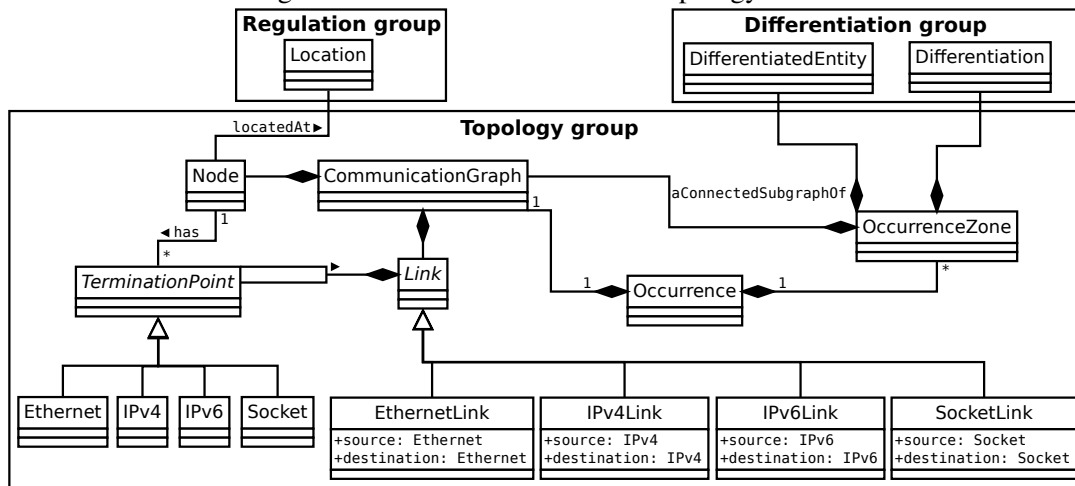 Regulation group
Differentiation group
Location
DifferentiatedEntity
Differentiation
locatedAt►
Topology group
Node
CommunicationGraph
aConnectedSubgraphOf
1
1
◄has
OccurrenceZone
*
*
TerminationPoint
►
Link
1
Occurrence
1
Ethernet
IPv4
IPv6
Socket
EthernetLink
+source: Ethernet
+destination: Ethernet
IPv4Link
+source: IPv4
+destination: IPv4
IPv6Link
+source: IPv6
+destination: IPv6
SocketLink
+source: Socket
+destination: Socket